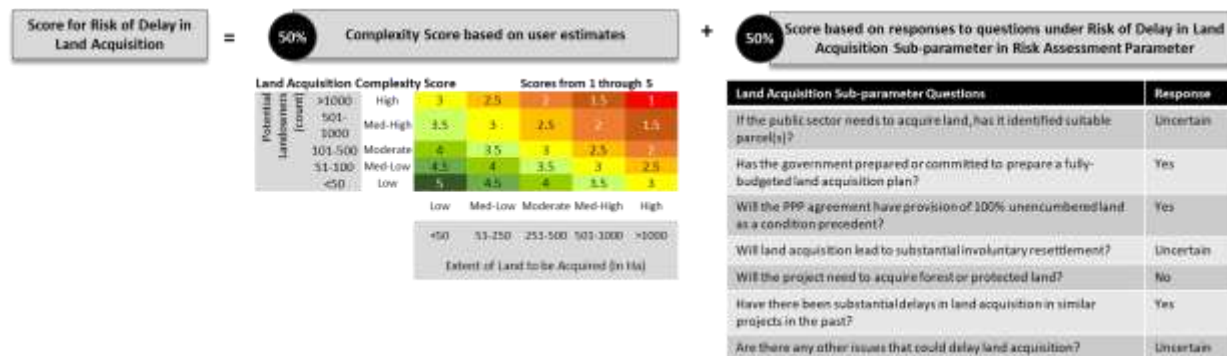 Score for Risk of Delay in
Land Acquisition
=
50%
Complexity Score based on user estimates
+
50%
Score based on responses to questions under Risk of Delay in Land
Acquisition Sub-parameter in Risk Assessment Parameter
Land Acquisition Complexity Score
Scores from 1 through 5
Potential
Landowners
(count)
>1000 High 3 2.5 2 1.5 1
501-
1000 Med-High 3.5 3 2.5 2 1.5
101-500 Moderate 4 3.5 3 2.5 2
51-100 Med-Low 4.5 4 3.5 3 2.5
<50 Low 5 4.5 4 3.5 3
Low Med-Low Moderate Med-High High
<50 51-250 251-500 501-1000 >1000
Extent of Land to be Acquired (in Ha)
Land Acquisition Sub-parameter Questions Response
If the public sector needs to acquire land, has it identified suitable Uncertain
parcel(s)?
Has the government prepared or committed to prepare a fully- Yes
budgeted land acquisition plan?
Will the PPP agreement have provision of 100% unencumbered land Yes
as a condition precedent?
Will land acquisition lead to substantial involuntary resettlement? Uncertain
Will the project need to acquire forest or protected land? No
Have there been substantial delays in land acquisition in similar Yes
projects in the past?
Are there any other issues that could delay land acquisition? Uncertain